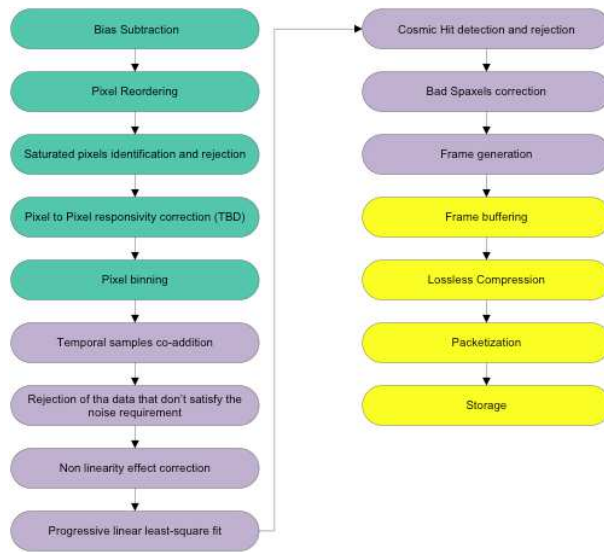 Bias Subtraction
Pixel Reordering
Saturated pixels identification and rejection
Pixel to Pixel responsivity correction (TBD)
Pixel binning
Temporal samples co-addition
Rejection of tha data that don't satisfy the
noise requirement
Non linearity effect correction
Progressive linear least-square fit
Cosmic Hit detection and rejection
Bad Spaxels correction
Frame generation
Frame buffering
Lossless Compression
Packetization
Storage